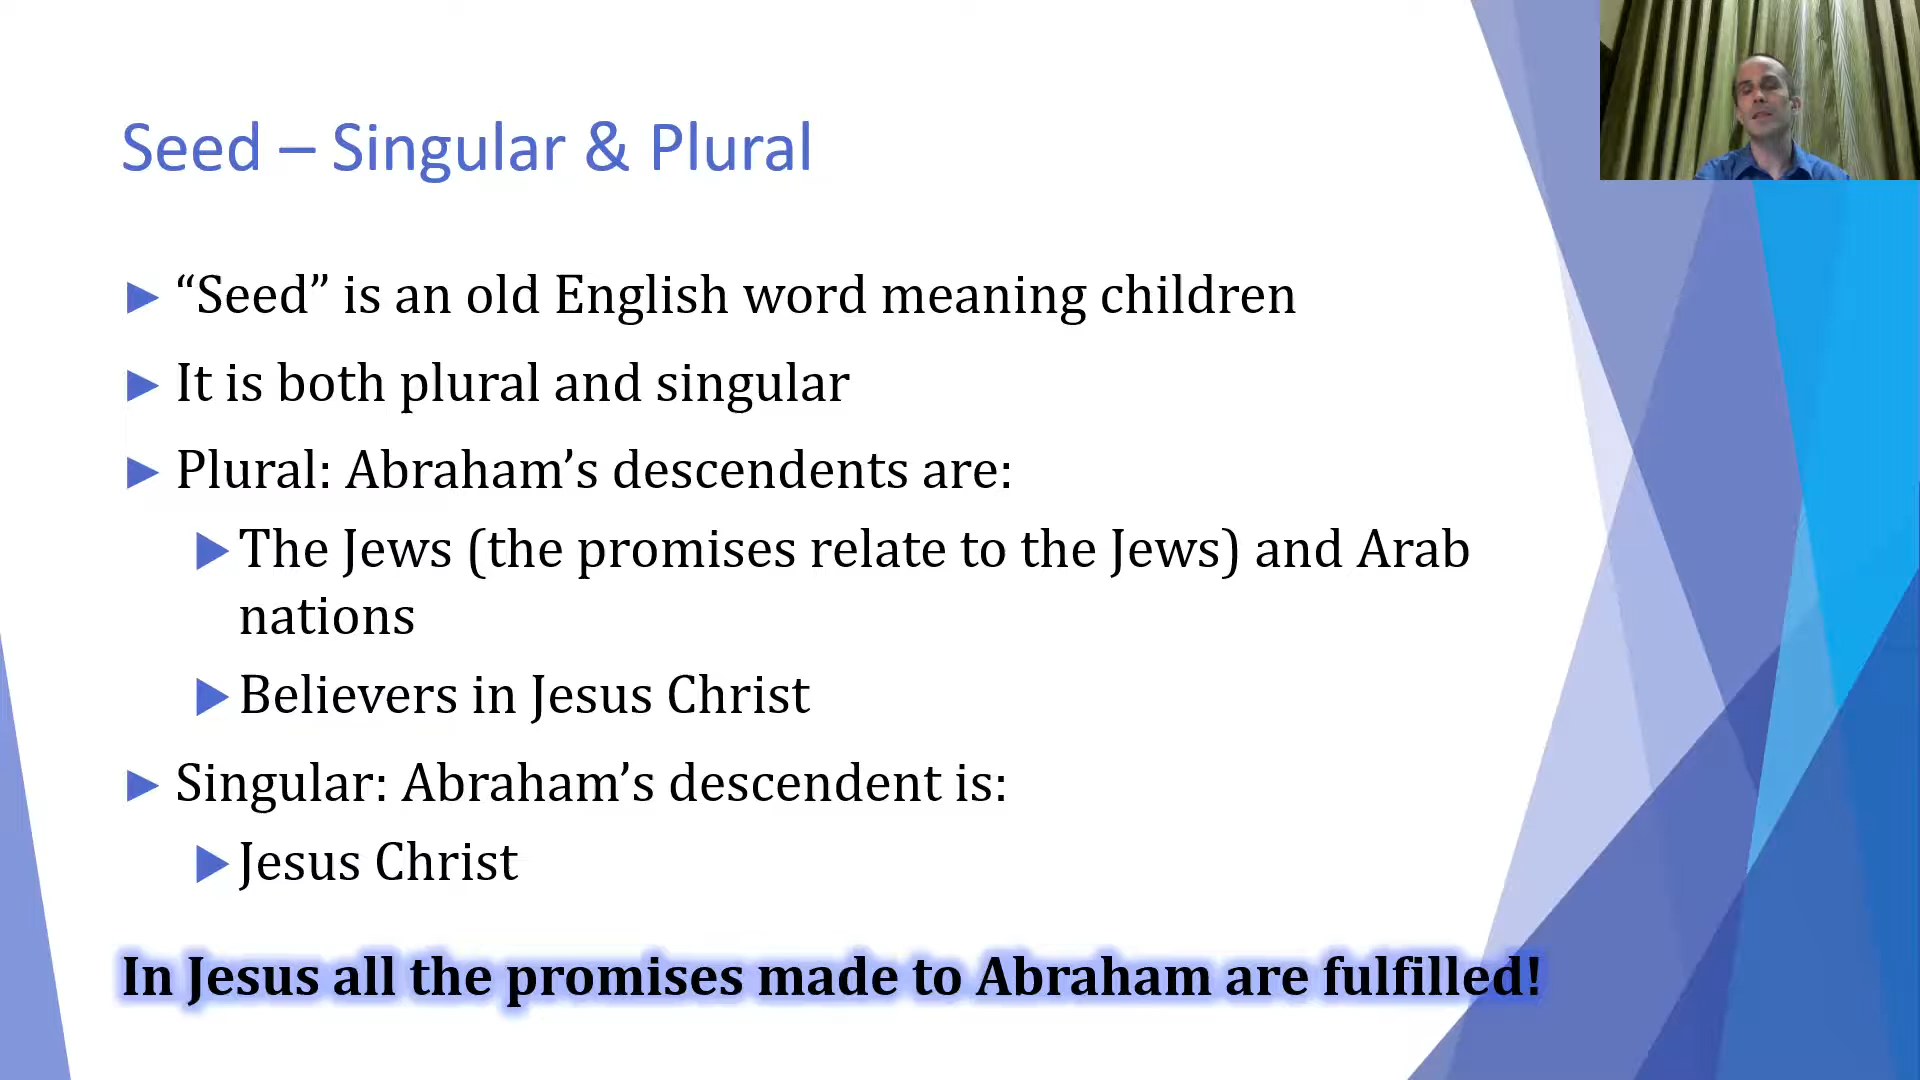 Seed – Singular & Plural
“Seed” is an old English word meaning children
It is both plural and singular
Plural: Abraham’s descendents are:
The Jews (the promises relate to the Jews) and Arab
nations
Believers in Jesus Christ
Singular: Abraham’s descendent is:
Jesus Christ
In Jesus all the promises made to Abraham are fulfilled!